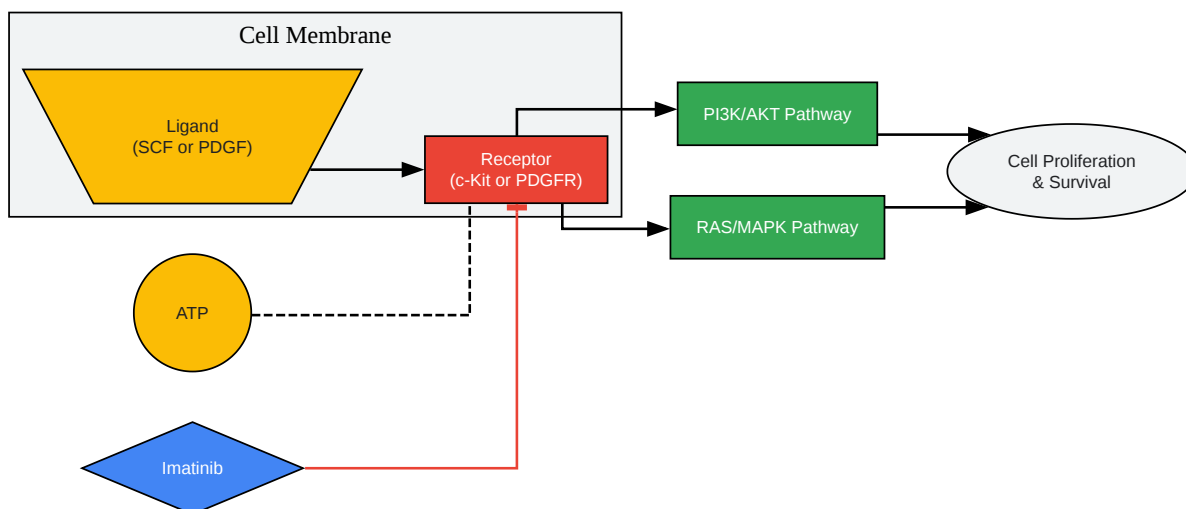 Cell Membrane
Ligand
(SCF or PDGF)
Receptor
(c-Kit or PDGFR)
PI3K/AKT Pathway
RAS/MAPK Pathway
Cell Proliferation
& Survival
ATP
Imatinib